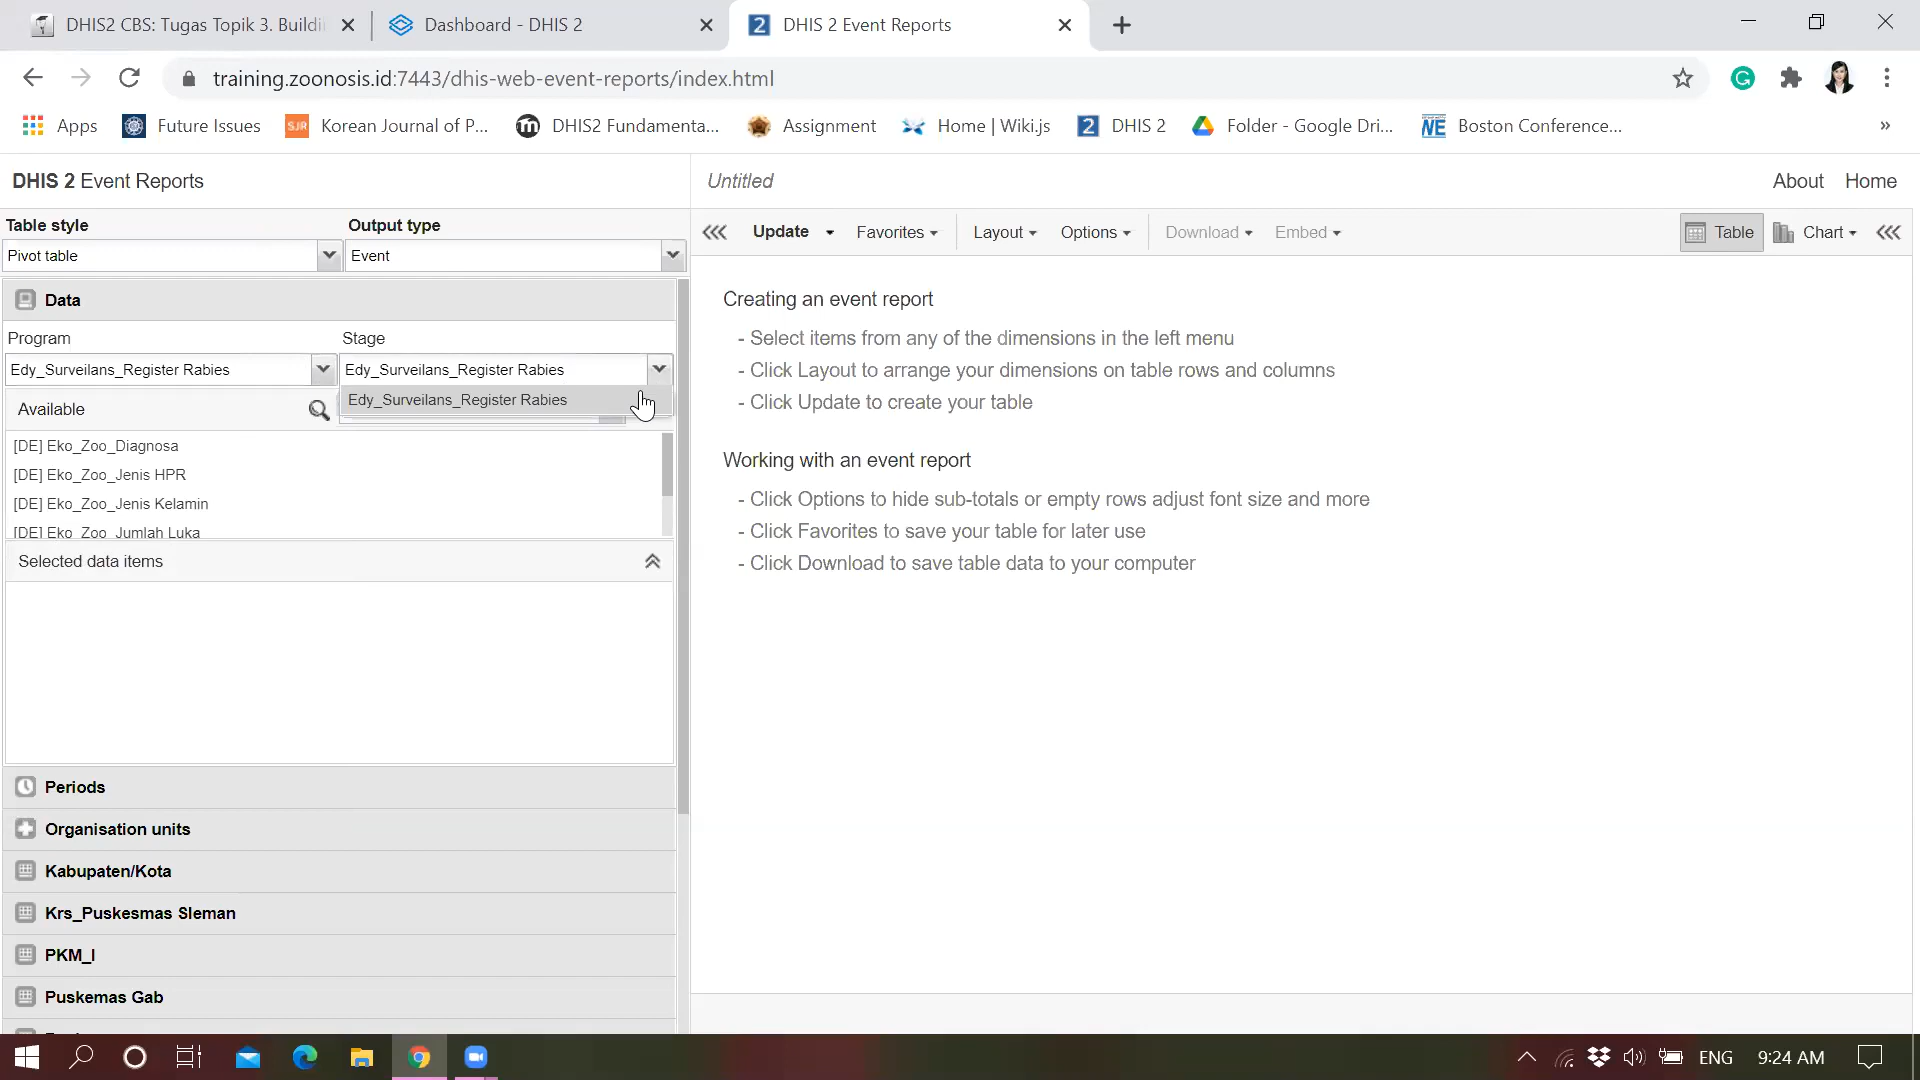 DHIS2 CBS: Tugas Topik 3. Buildi
Dashboard - DHIS 2
2 DHIS 2 Event Reports
training.zoonosis.id:7443/dhis-web-event-reports/index.html
Apps
Future Issues
SJR Korean Journal of P...
DHIS2 Fundamenta...
Assignment
Home | Wiki.js
2 DHIS 2
Folder - Google Dri...
NE Boston Conference...
»
DHIS 2 Event Reports
Untitled
About Home
Table style Output type
Pivot table Event
Update Favorites Layout Options Download Embed Table Chart
Data
Program Stage
Edy_Surveilans_Register Rabies Edy_Surveilans_Register Rabies
Edy_Surveilans_Register Rabies
Available
[DE] Eko_Zoo_Diagnosa
[DE] Eko_Zoo_Jenis HPR
[DE] Eko_Zoo_Jenis Kelamin
[DE] Eko_Zoo_Jumlah Luka
Selected data items
Periods
Organisation units
Kabupaten/Kota
Krs_Puskesmas Sleman
PKM_I
Puskemas Gab
Creating an event report
- Select items from any of the dimensions in the left menu
- Click Layout to arrange your dimensions on table rows and columns
- Click Update to create your table
Working with an event report
- Click Options to hide sub-totals or empty rows adjust font size and more
- Click Favorites to save your table for later use
- Click Download to save table data to your computer
ENG 9:24 AM